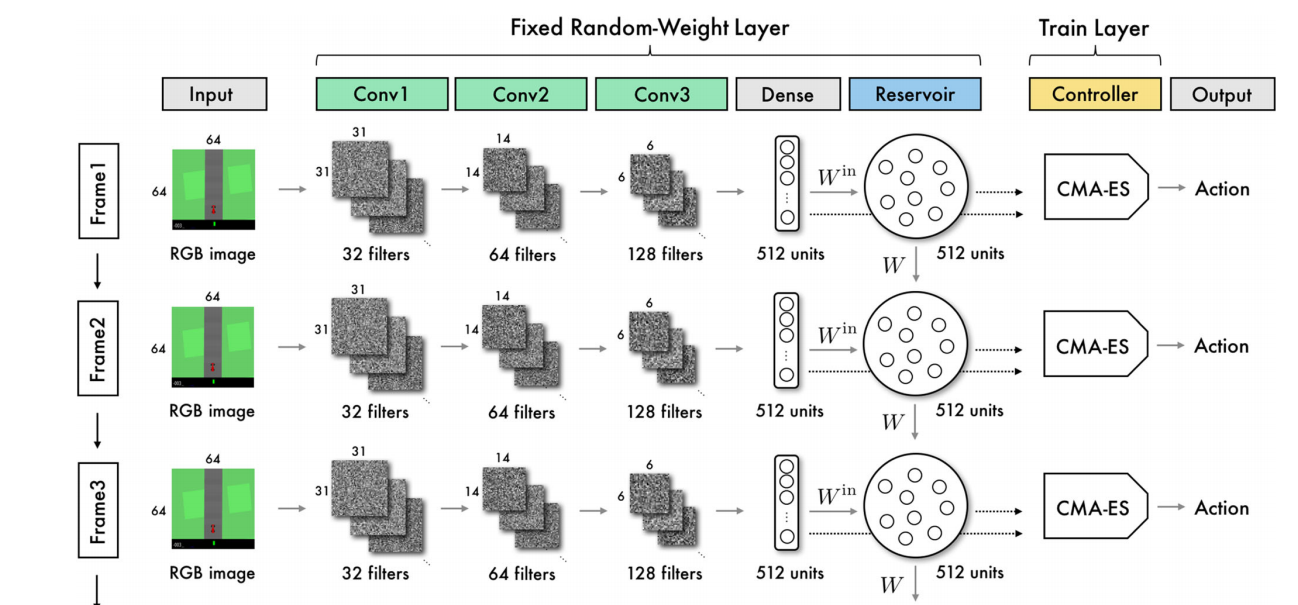 Fixed Random-Weight Layer Train Layer
Input Conv1 Conv2 Conv3 Dense Reservoir Controller Output
Frame1
64
64
RGB image
31
31
32 filters
14
14
64 filters
6
6
128 filters
512 units
W^in
512 units
W
CMA-ES
Action
Frame2
64
64
RGB image
31
31
32 filters
14
14
64 filters
6
6
128 filters
512 units
W^in
512 units
W
CMA-ES
Action
Frame3
64
64
RGB image
31
31
32 filters
14
14
64 filters
6
6
128 filters
512 units
W^in
512 units
W
CMA-ES
Action